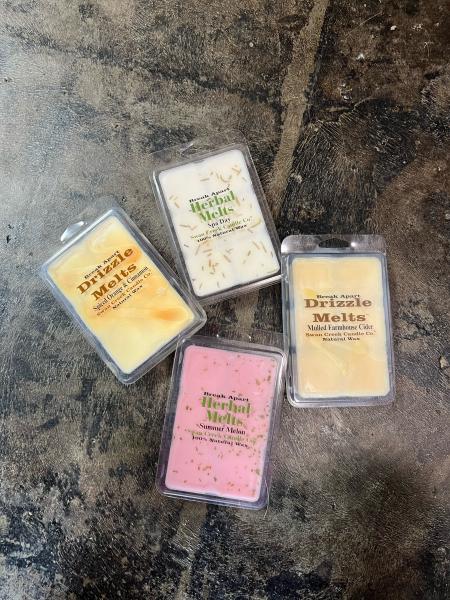 Break Apart
Herbal
Melts
Spa Day
Swan Creek Candle Co.
100% Natural Wax
Break Apart
Drizzle
Melts
Spiced Orange & Cinnamon
Swan Creek Candle Co.
Natural Wax
Break Apart
Drizzle
Melts
Mulled Farmhouse Cider
Swan Creek Candle Co.
Natural Wax
Break Apart
Herbal
Melts
Summer Melon
Swan Creek Candle Co.
100% Natural Wax